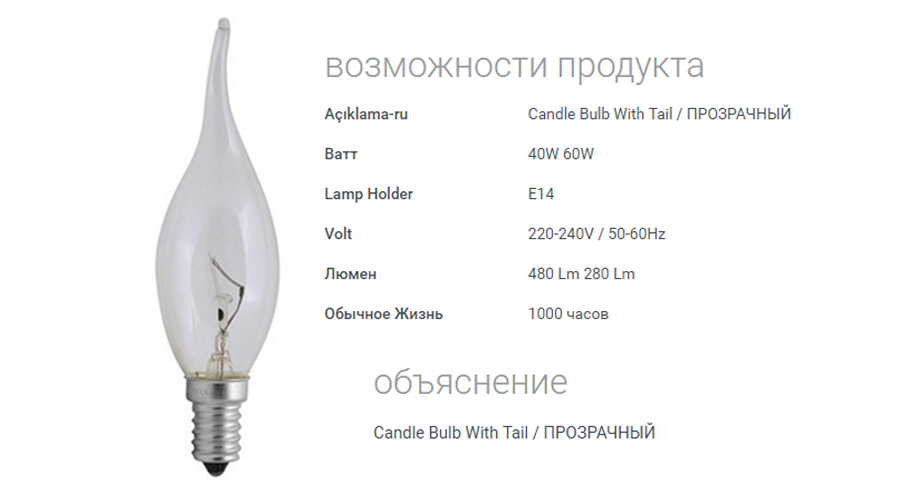 возможности продукта
Açıklama-ru Candle Bulb With Tail / ПРОЗРАЧНЫЙ
Ватт 40W 60W
Lamp Holder E14
Volt 220-240V / 50-60Hz
Люмен 480 Lm 280 Lm
Обычное Жизнь 1000 часов
объяснение
Candle Bulb With Tail / ПРОЗРАЧНЫЙ